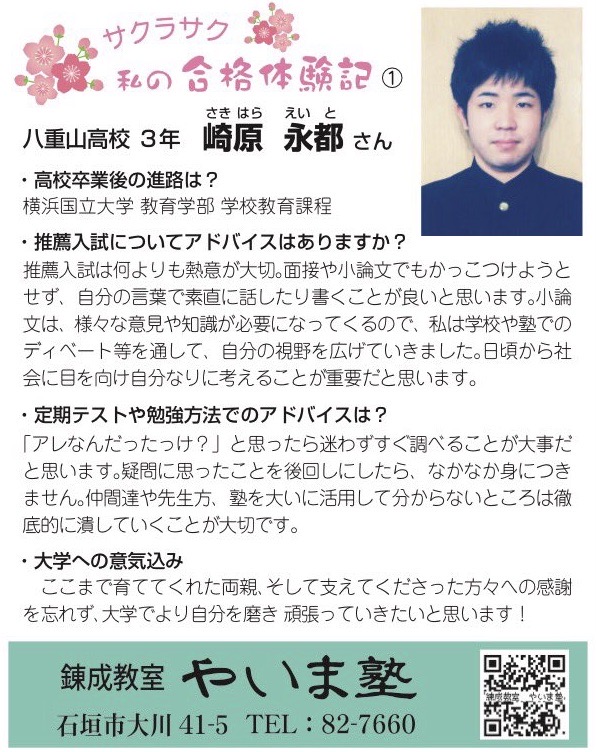 サクラサク
私の合格体験記①
八重山高校 3年 崎原 永都 さん
さき はら えい と
・高校卒業後の進路は？
横浜国立大学 教育学部 学校教育課程
・推薦入試についてアドバイスはありますか？
推薦入試は何よりも熱意が大切。面接や小論文でもかっこつけようと
せず、自分の言葉で素直に話したり書くことが良いと思います。小論
文は、様々な意見や知識が必要になってくるので、私は学校や塾での
ディベート等を通して、自分の視野を広げていきました。日頃から社
会に目を向け自分なりに考えることが重要だと思います。
・定期テストや勉強方法でのアドバイスは？
「アレなんだったっけ？」と思ったら迷わずすぐ調べることが大事だ
と思います。疑問に思ったことを後回しにしたら、なかなか身につき
ません。仲間達や先生方、塾を大いに活用して分からないところは徹
底的に潰していくことが大切です。
・大学への意気込み
ここまで育ててくれた両親、そして支えてくださった方々への感謝
を忘れず、大学でより自分を磨き 頑張っていきたいと思います！
錬成教室 やいま塾
石垣市大川 41-5 TEL：82-7660
錬成教室 やいま塾